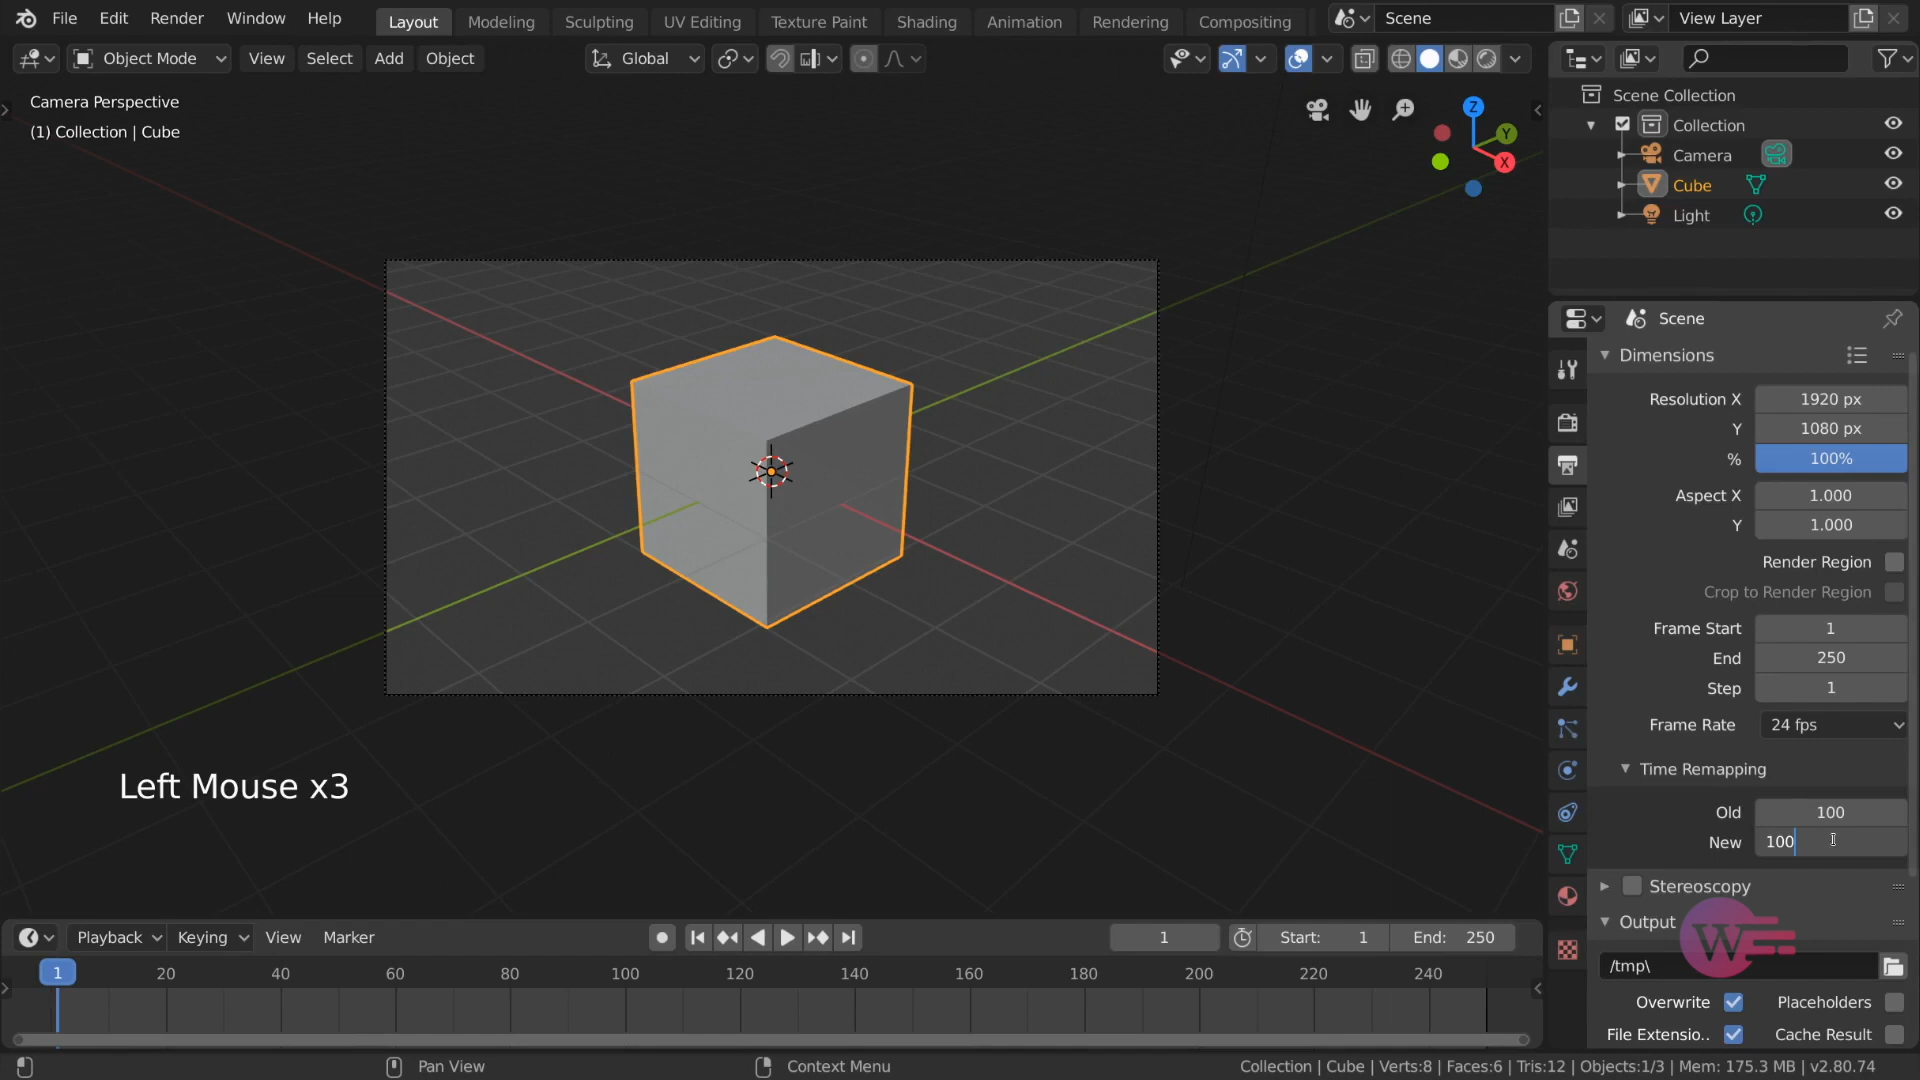 File Edit Render Window Help
Layout Modeling Sculpting UV Editing Texture Paint Shading Animation Rendering Compositing
Scene
View Layer
Object Mode View Select Add Object
Global
Camera Perspective
(1) Collection | Cube
Z
Y
X
Scene Collection
Collection
Camera
Cube
Light
Scene
Dimensions
Resolution X 1920 px
Y 1080 px
% 100%
Aspect X 1.000
Y 1.000
Render Region
Crop to Render Region
Frame Start 1
End 250
Step 1
Frame Rate 24 fps
Time Remapping
Old 100
New 100
Stereoscopy
Output
/tmp\
Overwrite Placeholders
File Extensio.. Cache Result
Left Mouse x3
Playback Keying View Marker
1 Start: 1 End: 250
1 20 40 60 80 100 120 140 160 180 200 220 240
Pan View Context Menu
Collection | Cube | Verts:8 | Faces:6 | Tris:12 | Objects:1/3 | Mem: 175.3 MB | v2.80.74
W